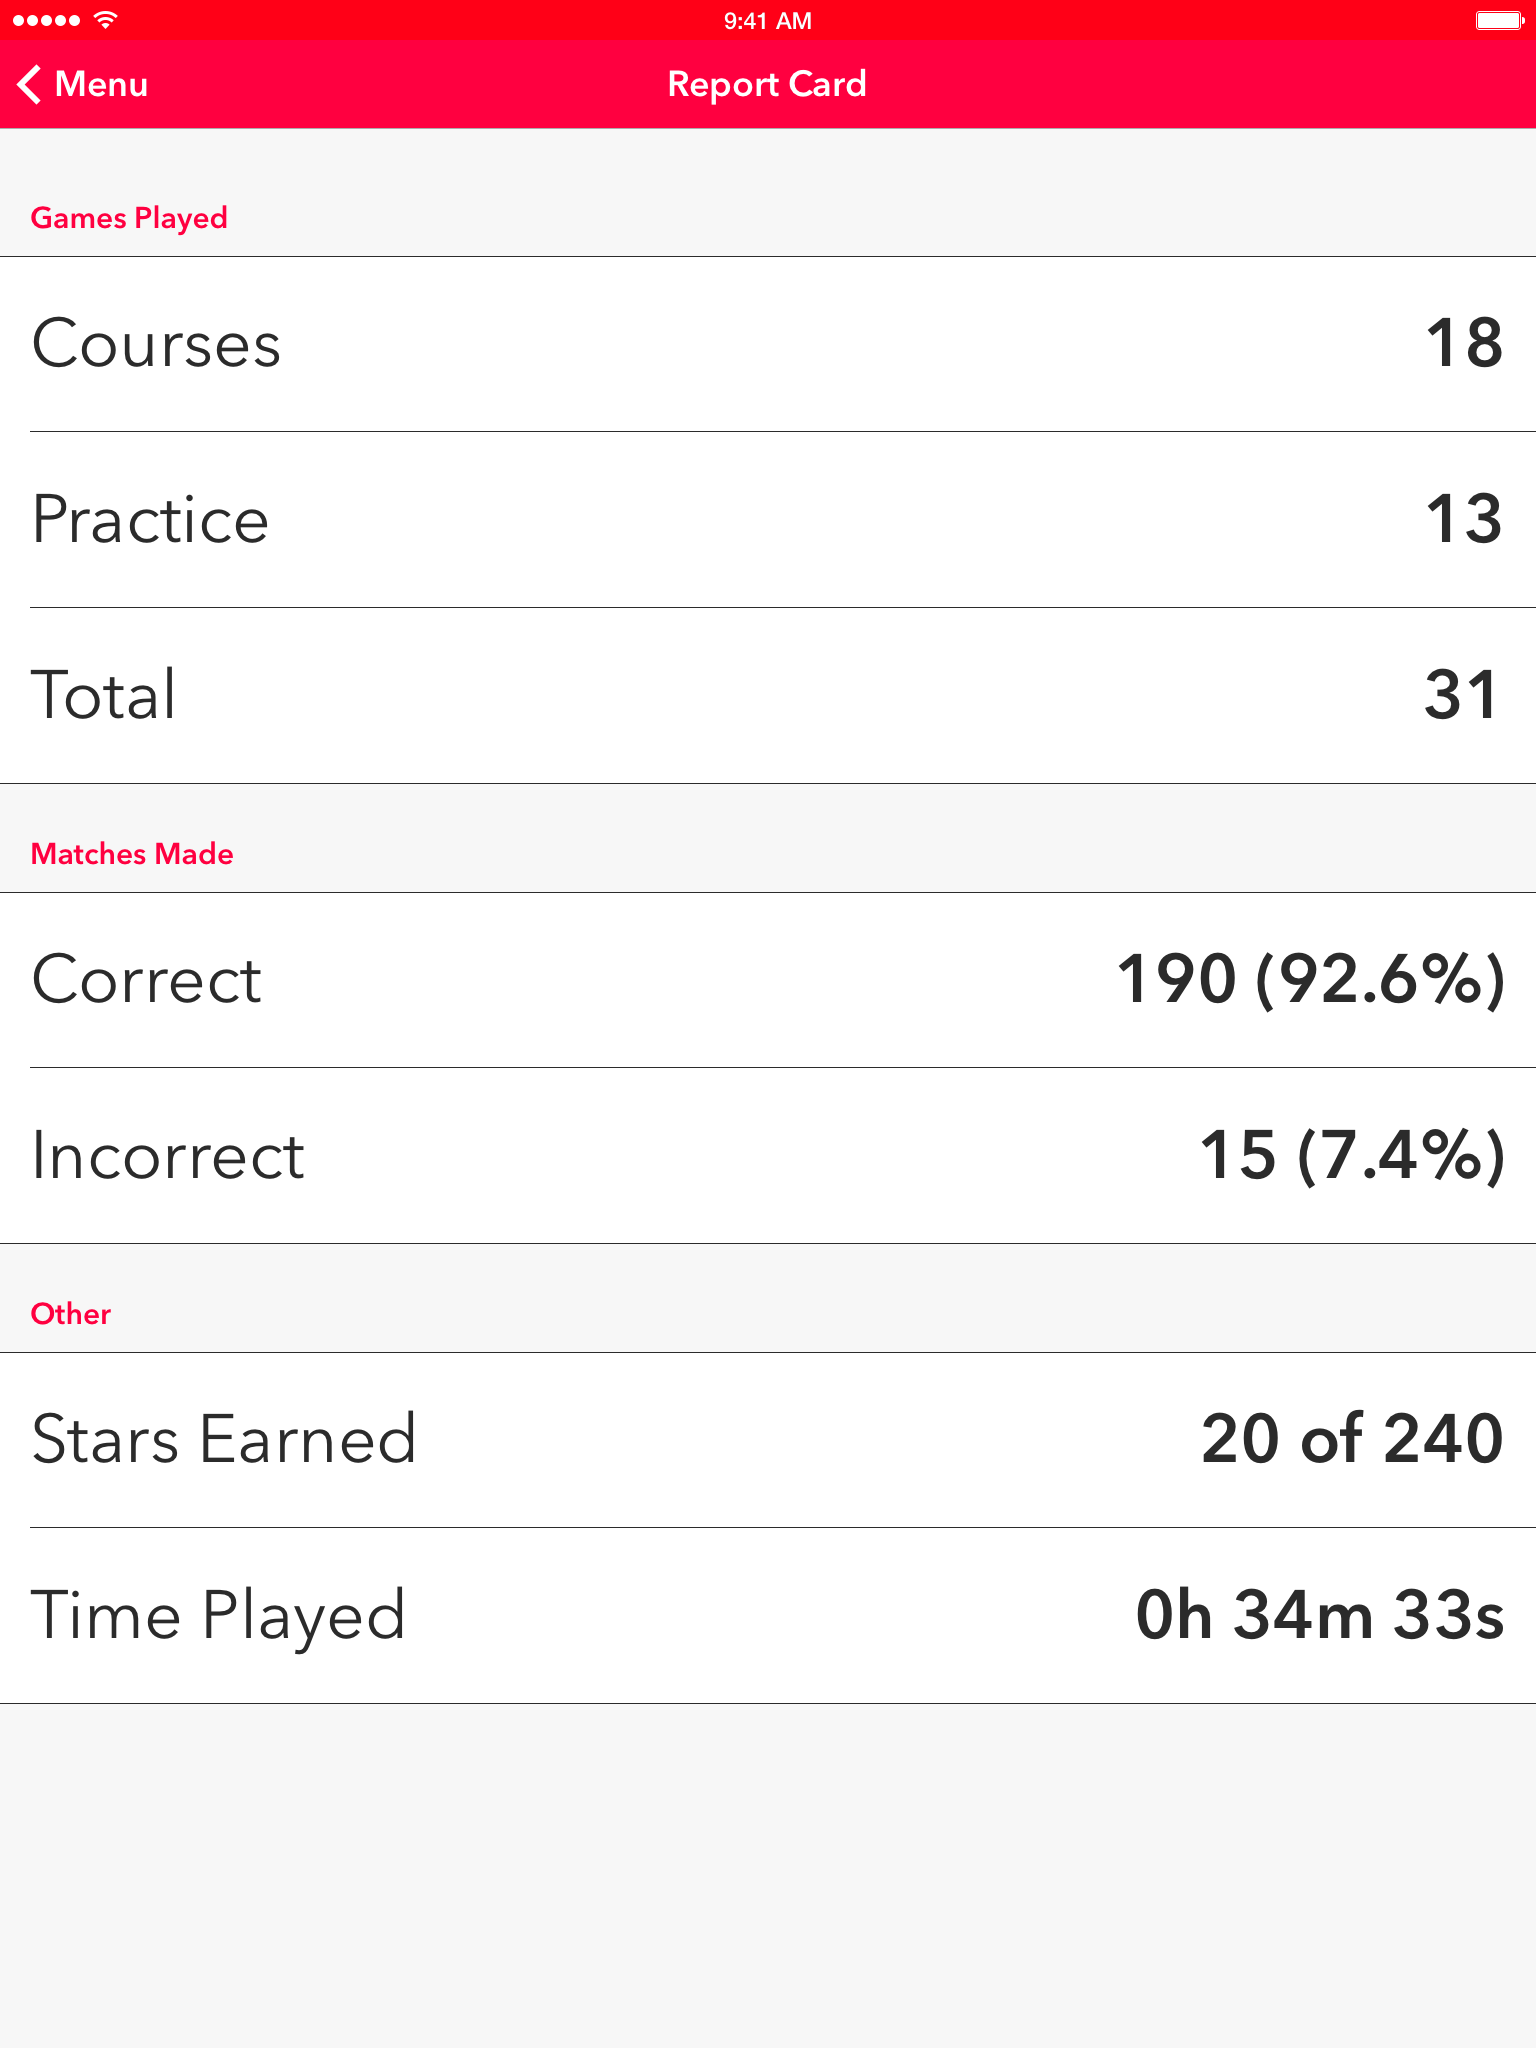 9:41 AM
Menu
Report Card
Games Played
Courses 18
Practice 13
Total 31
Matches Made
Correct 190 (92.6%)
Incorrect 15 (7.4%)
Other
Stars Earned 20 of 240
Time Played 0h 34m 33s